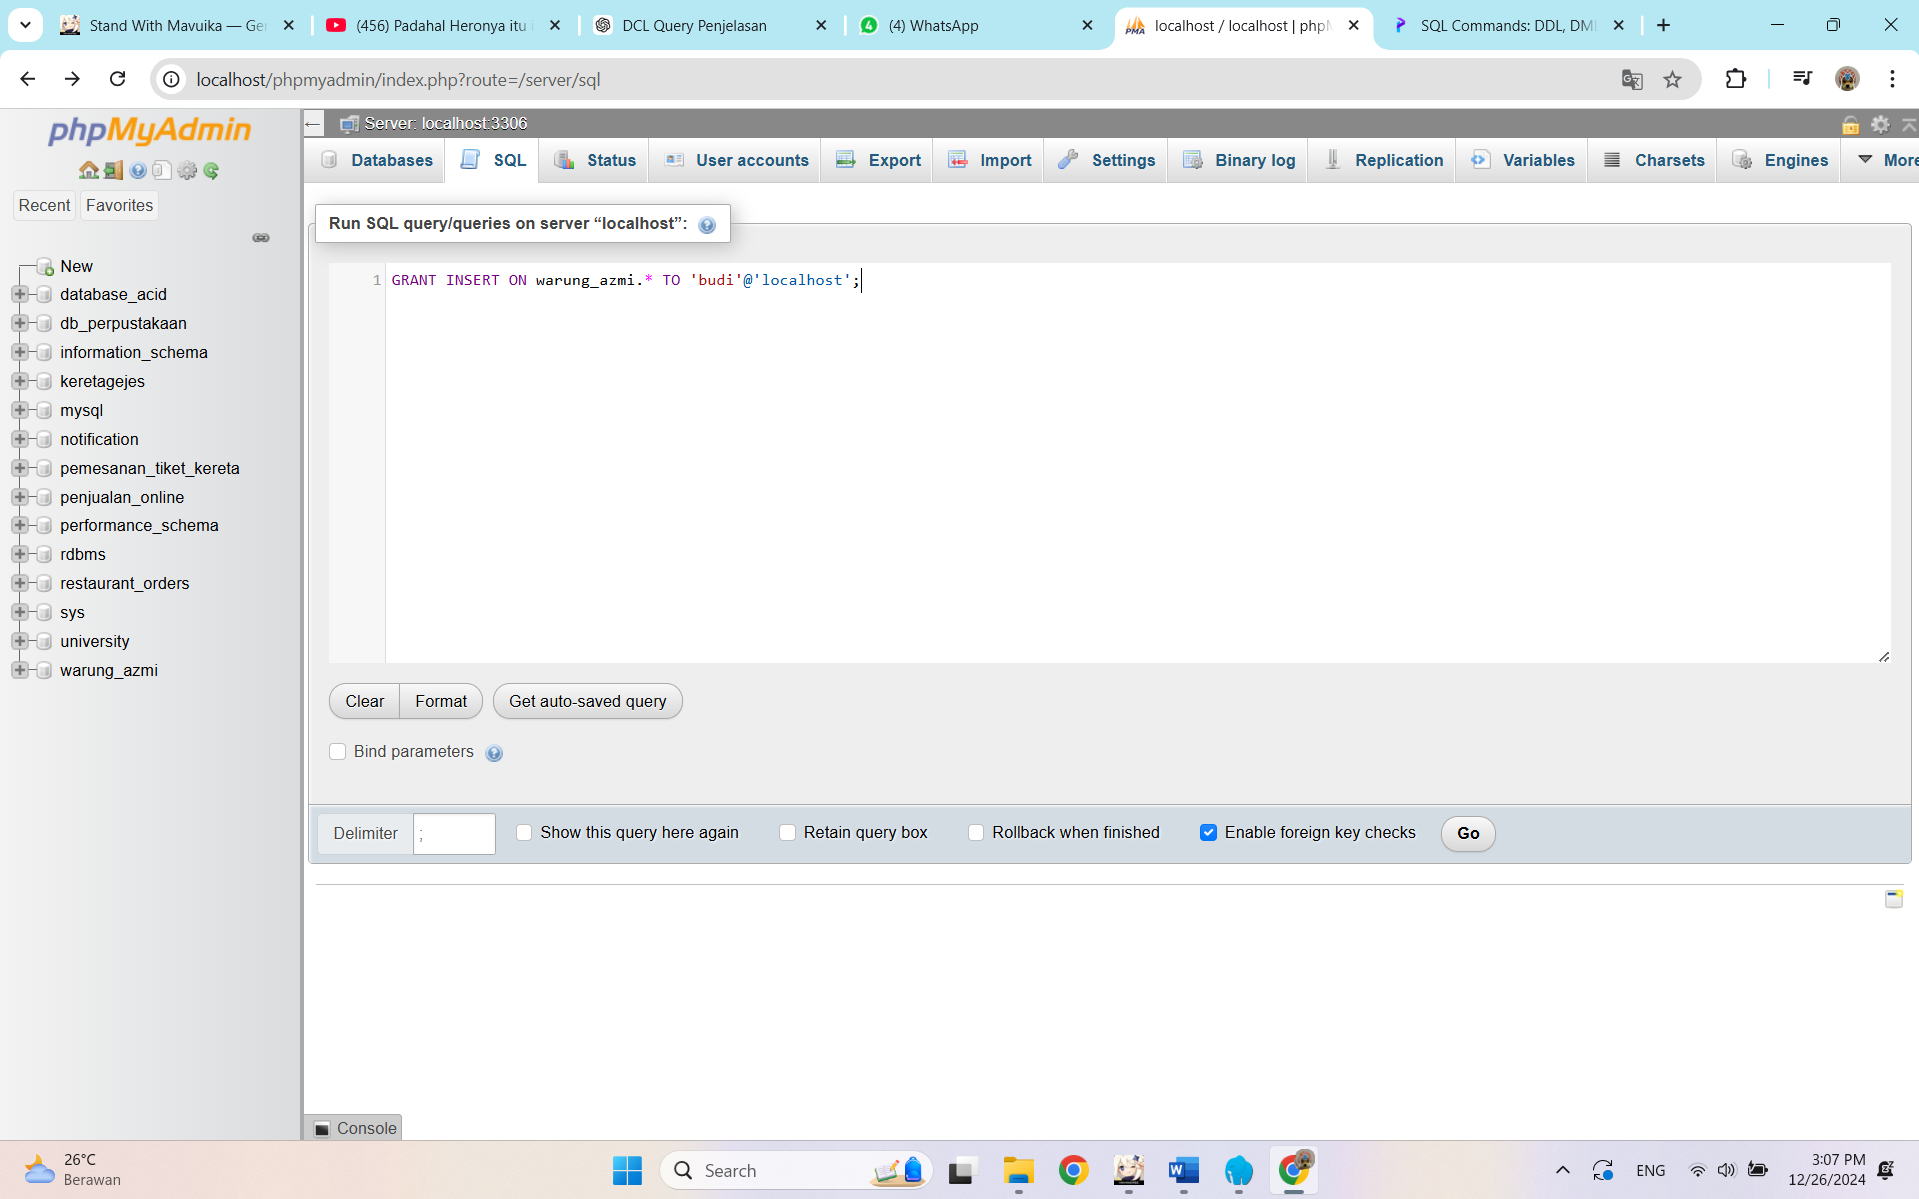 Stand With Mavuika — Ge
(456) Padahal Heronya itu
DCL Query Penjelasan
(4) WhatsApp
localhost / localhost | php
SQL Commands: DDL, DM
localhost/phpmyadmin/index.php?route=/server/sql
phpMyAdmin
Recent
Favorites
New
database_acid
db_perpustakaan
information_schema
keretagejes
mysql
notification
pemesanan_tiket_kereta
penjualan_online
performance_schema
rdbms
restaurant_orders
sys
university
warung_azmi
Server: localhost:3306
Databases
SQL
Status
User accounts
Export
Import
Settings
Binary log
Replication
Variables
Charsets
Engines
More
Run SQL query/queries on server “localhost”:
1 GRANT INSERT ON warung_azmi.* TO 'budi'@'localhost';
Clear
Format
Get auto-saved query
Bind parameters
Delimiter ;
Show this query here again
Retain query box
Rollback when finished
Enable foreign key checks
Go
Console
26°C
Berawan
Search
ENG
3:07 PM
12/26/2024